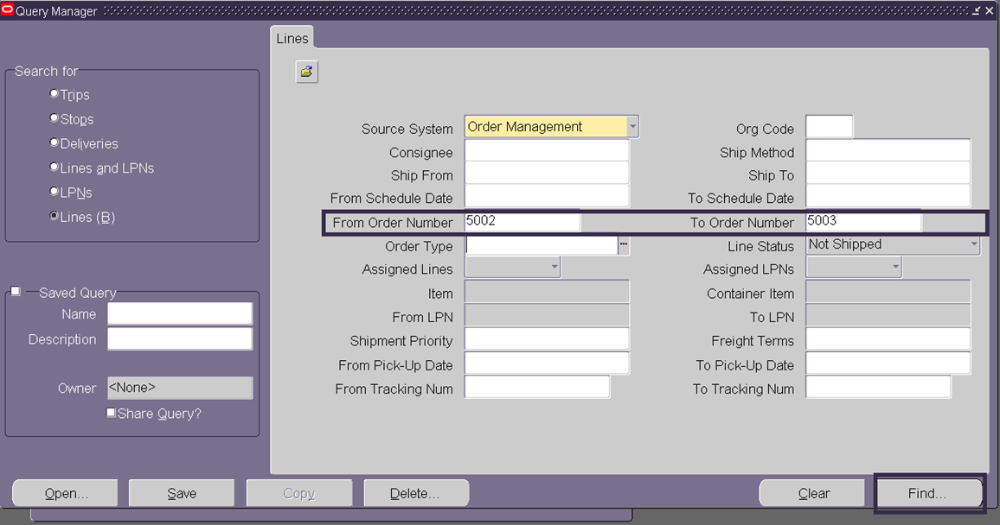 Query Manager
Lines
Search for
Trips
Stops
Deliveries
Lines and LPNs
LPNs
Lines (B)
Saved Query
Name
Description
Owner <None>
Share Query?
Source System Order Management Org Code
Consignee Ship Method
Ship From Ship To
From Schedule Date To Schedule Date
From Order Number 5002 To Order Number 5003
Order Type ... Line Status Not Shipped
Assigned Lines Assigned LPNs
Item Container Item
From LPN To LPN
Shipment Priority Freight Terms
From Pick-Up Date To Pick-Up Date
From Tracking Num To Tracking Num
Open... Save Copy Delete... Clear Find...